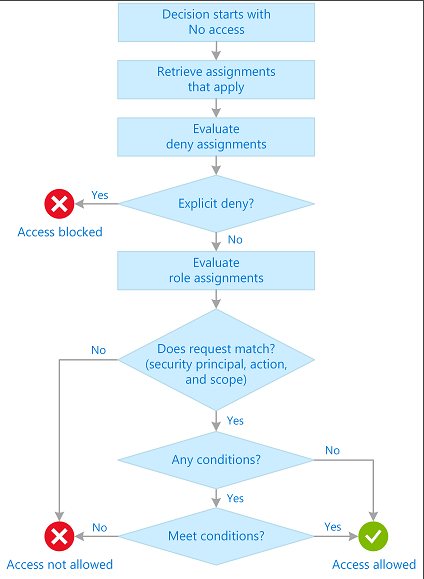 Decision starts with
No access
Retrieve assignments
that apply
Evaluate
deny assignments
Yes
Explicit deny?
Access blocked
No
Evaluate
role assignments
No
Does request match?
(security principal, action,
and scope)
Yes
Any conditions?
No
Yes
No
Meet conditions?
Yes
Access not allowed
Access allowed